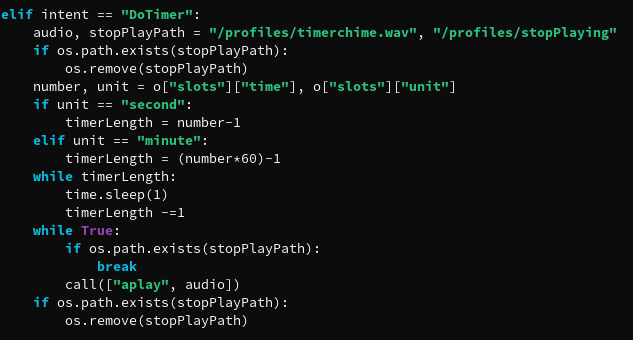 elif intent == "DoTimer":
    audio, stopPlayPath = "/profiles/timerchime.wav", "/profiles/stopPlaying"
    if os.path.exists(stopPlayPath):
        os.remove(stopPlayPath)
    number, unit = o["slots"]["time"], o["slots"]["unit"]
    if unit == "second":
        timerLength = number-1
    elif unit == "minute":
        timerLength = (number*60)-1
    while timerLength:
        time.sleep(1)
        timerLength -=1
    while True:
        if os.path.exists(stopPlayPath):
            break
        call(["aplay", audio])
    if os.path.exists(stopPlayPath):
        os.remove(stopPlayPath)